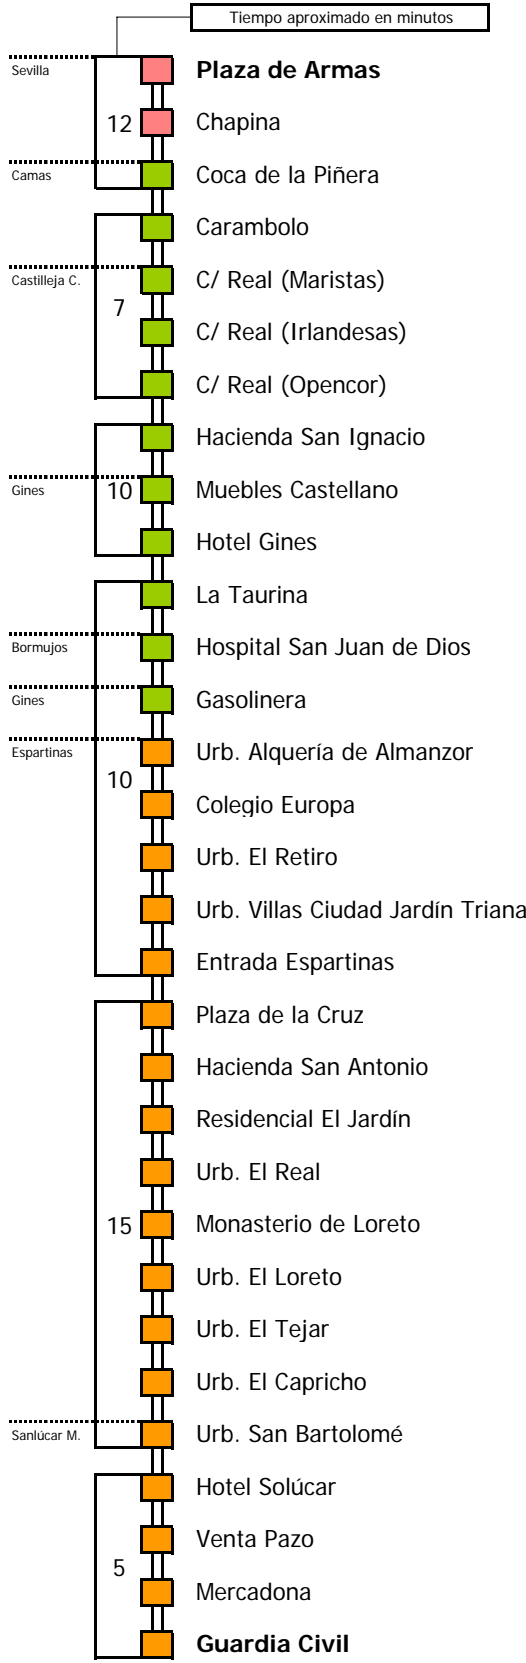 Tiempo aproximado en minutos
Sevilla
Plaza de Armas
12
Chapina
Camas
Coca de la Piñera
Carambolo
Castilleja C.
C/ Real (Maristas)
7
C/ Real (Irlandesas)
C/ Real (Opencor)
Hacienda San Ignacio
Gines
10
Muebles Castellano
Hotel Gines
La Taurina
Bormujos
Hospital San Juan de Dios
Gines
Gasolinera
Espartinas
Urb. Alquería de Almanzor
10
Colegio Europa
Urb. El Retiro
Urb. Villas Ciudad Jardín Triana
Entrada Espartinas
Plaza de la Cruz
Hacienda San Antonio
Residencial El Jardín
Urb. El Real
15
Monasterio de Loreto
Urb. El Loreto
Urb. El Tejar
Urb. El Capricho
Sanlúcar M.
Urb. San Bartolomé
Hotel Solúcar
Venta Pazo
5
Mercadona
Guardia Civil